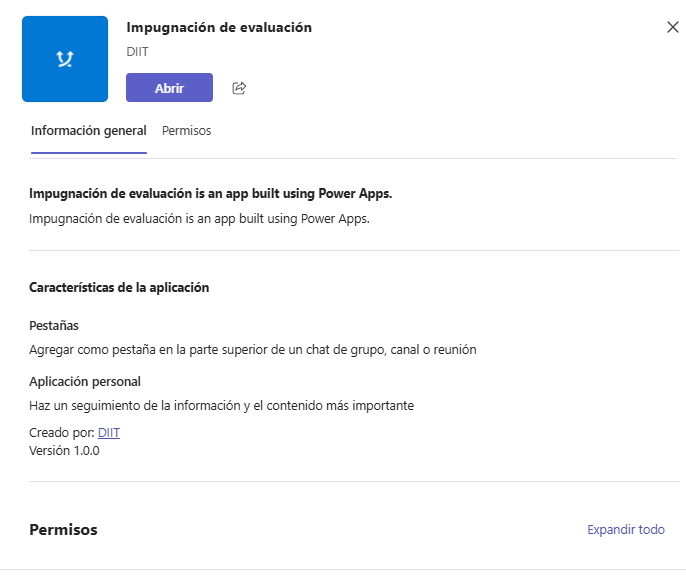 Impugnación de evaluación
DIIT
Abrir
Información general Permisos
Impugnación de evaluación is an app built using Power Apps.
Impugnación de evaluación is an app built using Power Apps.
Características de la aplicación
Pestañas
Agregar como pestaña en la parte superior de un chat de grupo, canal o reunión
Aplicación personal
Haz un seguimiento de la información y el contenido más importante
Creado por: DIIT
Versión 1.0.0
Permisos Expandir todo